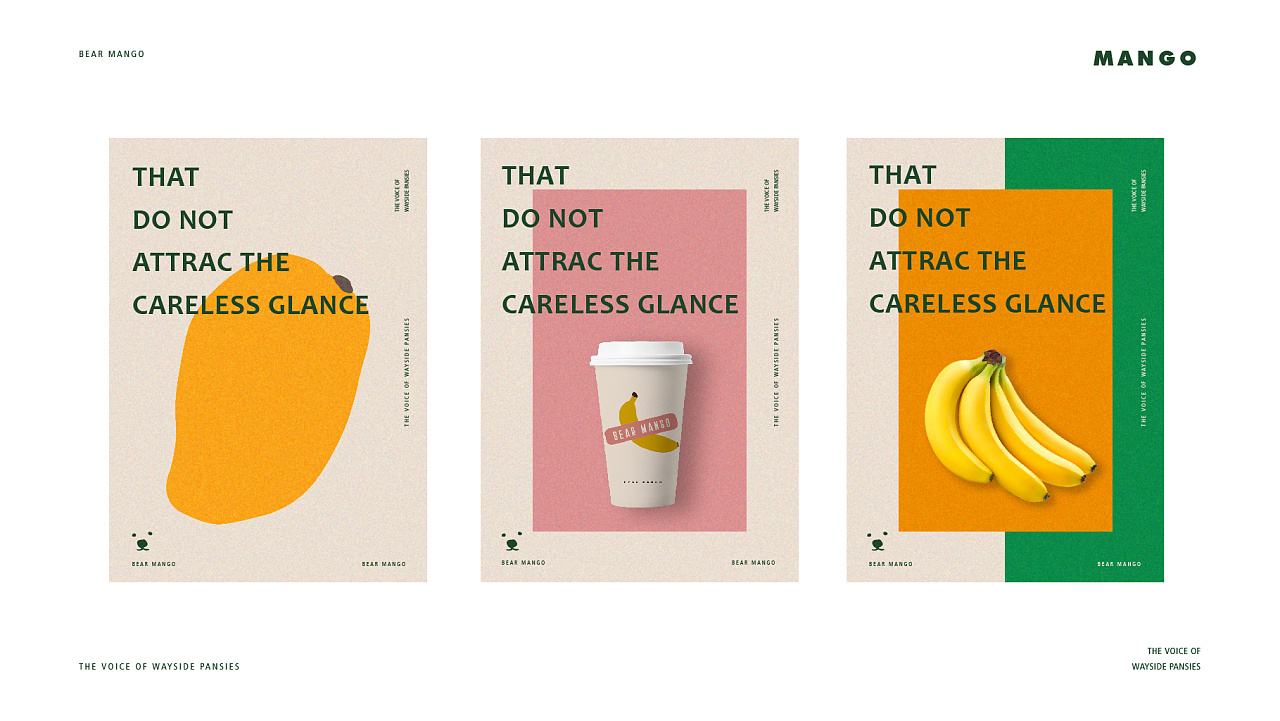 BEAR MANGO
MANGO
THAT
DO NOT
ATTRAC THE
CARELESS GLANCE
THE VOICE OF
WAYSIDE PANSIES
THE VOICE OF WAYSIDE PANSIES
BEAR MANGO
BEAR MANGO
THAT
DO NOT
ATTRAC THE
CARELESS GLANCE
THE VOICE OF
WAYSIDE PANSIES
THE VOICE OF WAYSIDE PANSIES
BEAR MANGO
BEAR MANGO
BEAR MANGO
BEAR MANGO
THAT
DO NOT
ATTRAC THE
CARELESS GLANCE
THE VOICE OF
WAYSIDE PANSIES
THE VOICE OF WAYSIDE PANSIES
BEAR MANGO
BEAR MANGO
THE VOICE OF WAYSIDE PANSIES
THE VOICE OF
WAYSIDE PANSIES